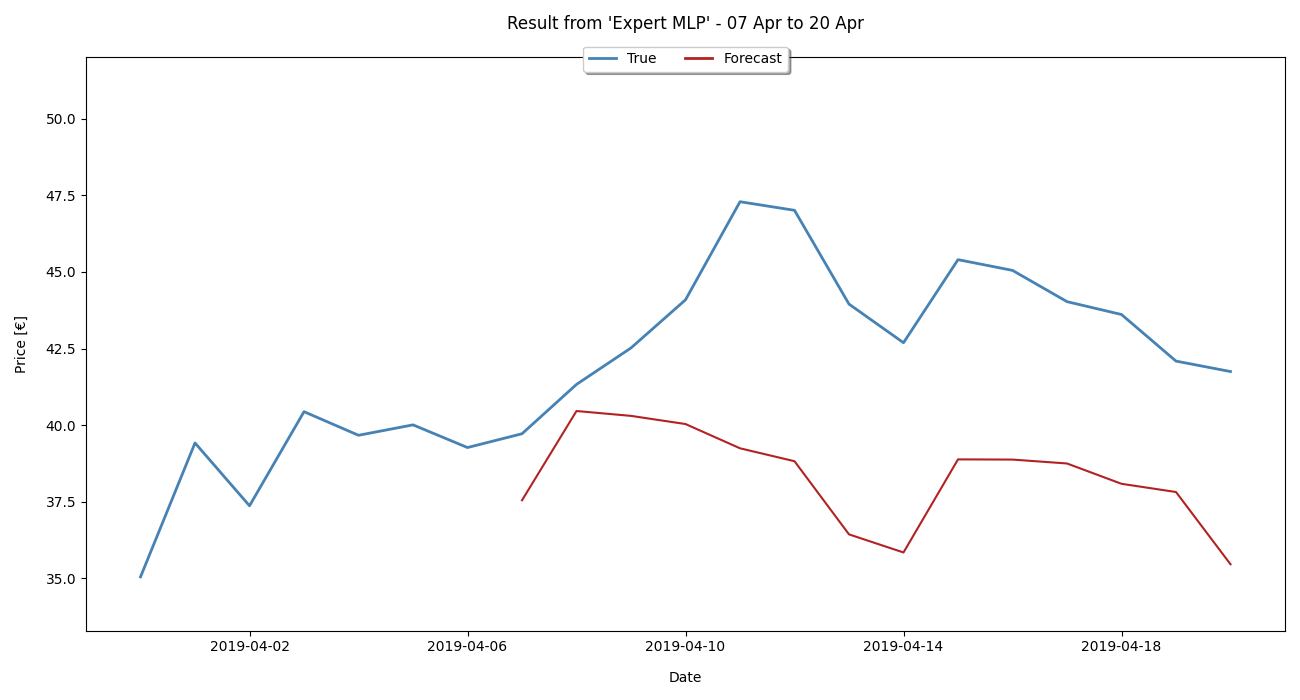 Result from 'Expert MLP' - 07 Apr to 20 Apr
True Forecast
50.0
47.5
45.0
42.5
40.0
37.5
35.0
Price [€]
2019-04-02 2019-04-06 2019-04-10 2019-04-14 2019-04-18
Date